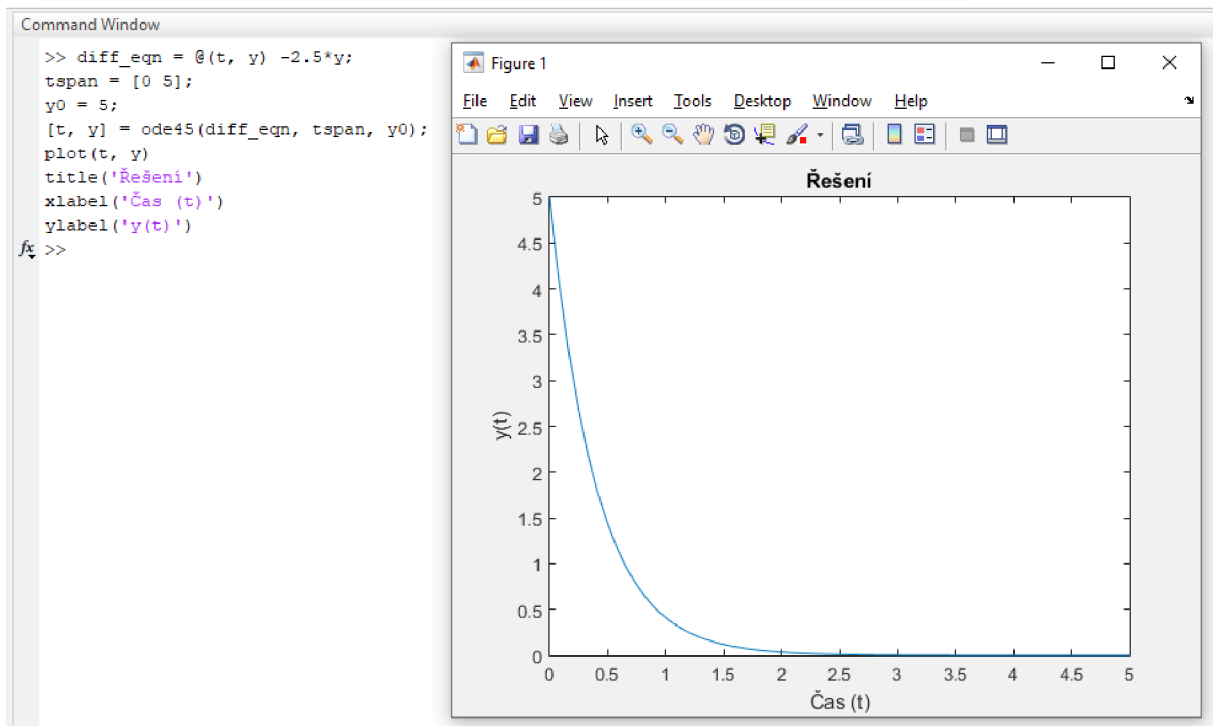 Command Window
>> diff_eqn = @(t, y) -2.5*y;
tspan = [0 5];
y0 = 5;
[t, y] = ode45(diff_eqn, tspan, y0);
plot(t, y)
title('Řešení')
xlabel('Čas (t)')
ylabel('y(t)')
fx >>
Figure 1
File Edit View Insert Tools Desktop Window Help
Řešení
5
4.5
4
3.5
3
2.5
2
1.5
1
0.5
0
y(t)
0 0.5 1 1.5 2 2.5 3 3.5 4 4.5 5
Čas (t)